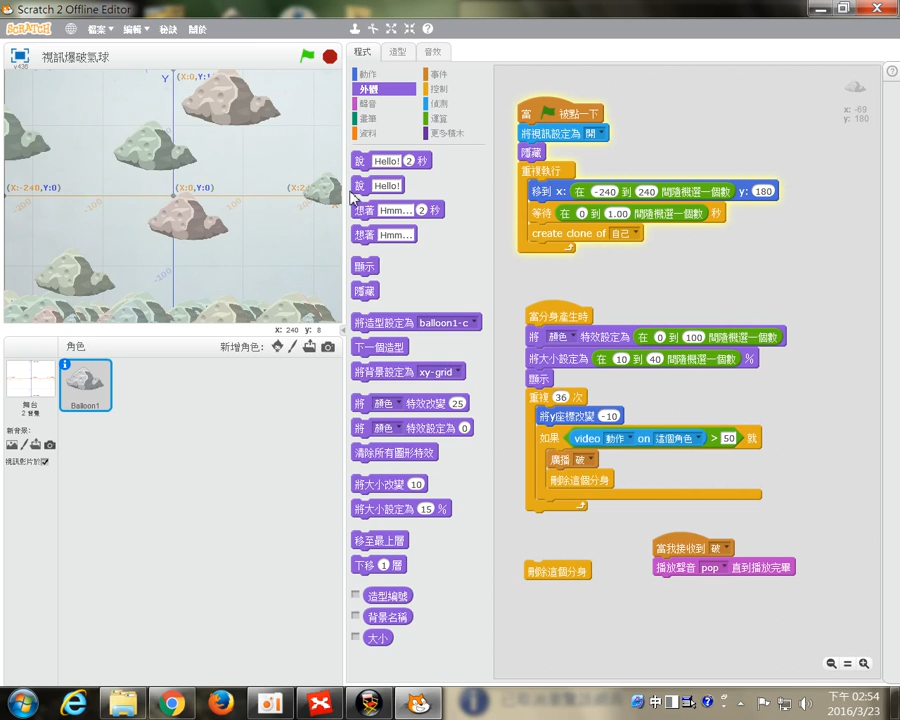 Scratch 2 Offline Editor
SCRATCH 檔案 編輯 秘訣 關於
視訊爆破氣球
v436
程式 造型 音效
動作 事件
外觀 控制
聲音 偵測
畫筆 運算
資料 更多積木
Y
(X:-240,Y:0)
(X:0,Y:0)
-200
-100
100
-100
x: 240 y: 8
角色
新增角色:
舞台
2 背景
Balloon1
新背景:
視訊影片於
說 Hello! 2 秒
說 Hello!
想著 Hmm... 2 秒
想著 Hmm...
顯示
隱藏
將造型設定為 balloon1-c
下一個造型
將背景設定為 xy-grid
將 顏色 特效改變 25
將 顏色 特效設定為 0
清除所有圖形特效
將大小改變 10
將大小設定為 15 %
移至最上層
下移 1 層
造型編號
背景名稱
大小
x: -69
y: 180
當 被點一下
將視訊設定為 開
隱藏
重複執行
移到 x: 在 -240 到 240 間隨機選一個數 y: 180
等待 在 0 到 1.00 間隨機選一個數 秒
create clone of 自己
當分身產生時
將 顏色 特效設定為 在 0 到 100 間隨機選一個數
將大小設定為 在 10 到 40 間隨機選一個數 %
顯示
重複 36 次
將y座標改變 -10
如果 video 動作 on 這個角色 > 50 就
廣播 破
刪除這個分身
刪除這個分身
當我接收到 破
播放聲音 pop 直到播放完畢
中
下午 02:54
2016/3/23